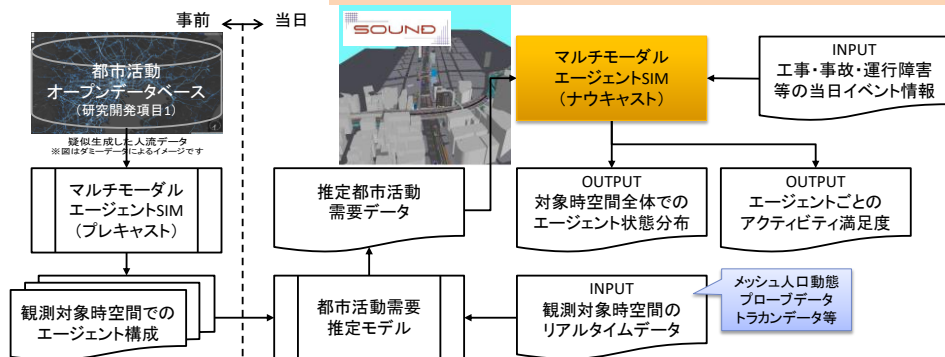 事前
当日
都市活動
オープンデータベース
(研究開発項目1)
疑似生成した人流データ
※図はダミーデータによるイメージです
マルチモーダル
エージェントSIM
(プレキャスト)
観測対象時空間での
エージェント構成
SOUND
推定都市活動
需要データ
都市活動需要
推定モデル
マルチモーダル
エージェントSIM
(ナウキャスト)
INPUT
工事・事故・運行障害
等の当日イベント情報
OUTPUT
対象時空間全体での
エージェント状態分布
OUTPUT
エージェントごとの
アクティビティ満足度
INPUT
観測対象時空間の
リアルタイムデータ
メッシュ人口動態
プローブデータ
トラカンデータ等